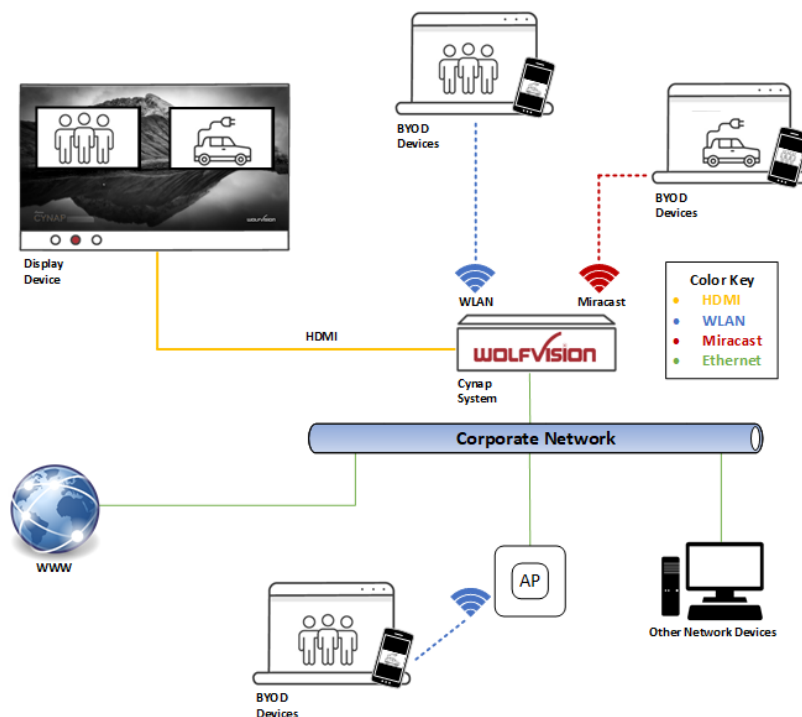 BYOD
Devices
BYOD
Devices
CYNAP
WOLFVISION
Display
Device
WLAN
Miracast
Color Key
HDMI
WLAN
Miracast
Ethernet
HDMI
WOLFVISION
Cynap
System
Corporate Network
WWW
AP
Other Network Devices
BYOD
Devices